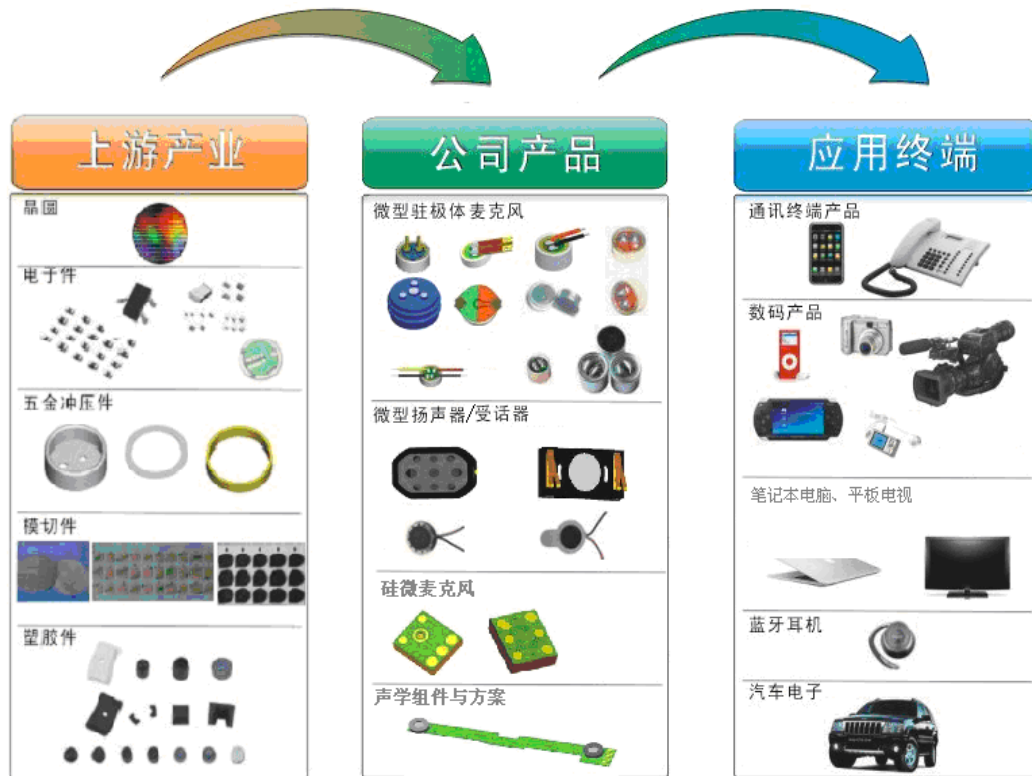 上游产业
晶圆
电子件
五金冲压件
模切件
塑胶件
公司产品
微型驻极体麦克风
微型扬声器/受话器
硅微麦克风
声学组件与方案
应用终端
通讯终端产品
数码产品
笔记本电脑、平板电视
蓝牙耳机
汽车电子